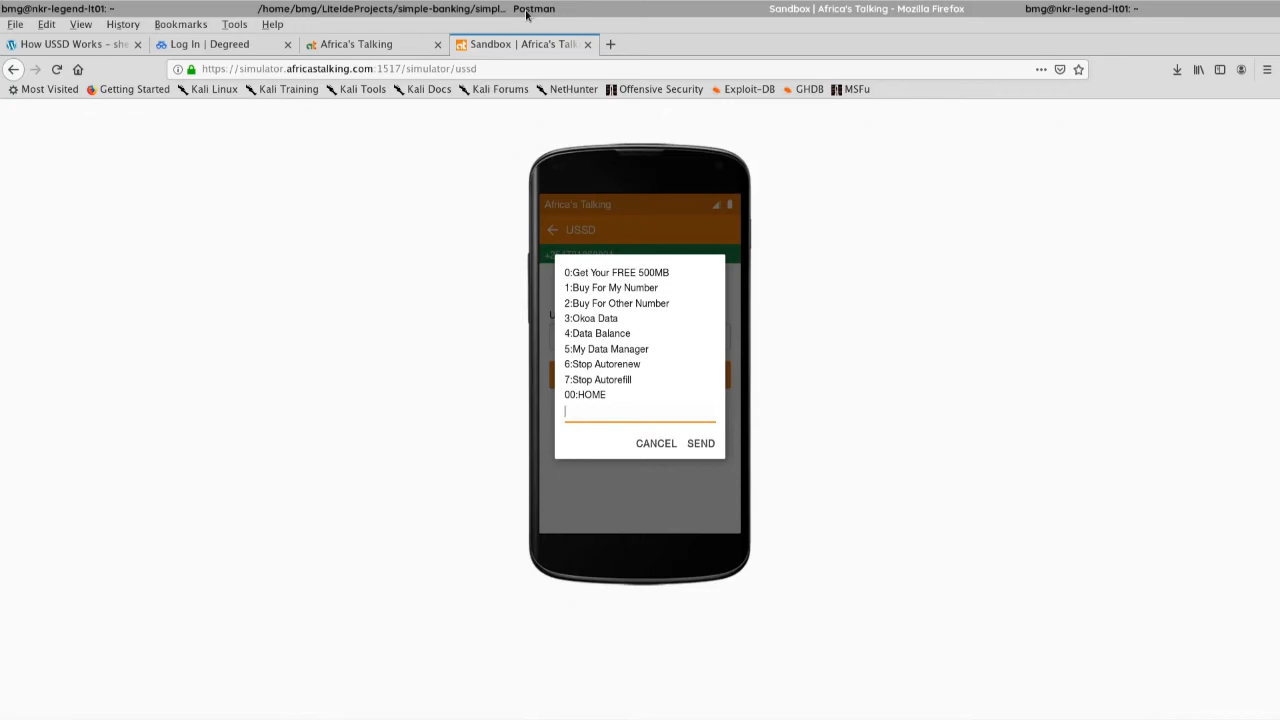 bmg@nkr-legend-lt01: ~ /home/bmg/LiteIdeProjects/simple-banking/simpl... Postman Sandbox | Africa's Talking - Mozilla Firefox bmg@nkr-legend-lt01: ~
File Edit View History Bookmarks Tools Help
How USSD Works – she Log In | Degreed Africa's Talking Sandbox | Africa's Talk
https://simulator.africastalking.com:1517/simulator/ussd
Most Visited Getting Started Kali Linux Kali Training Kali Tools Kali Docs Kali Forums NetHunter Offensive Security Exploit-DB GHDB MSFu
Africa's Talking
USSD
0:Get Your FREE 500MB
1:Buy For My Number
2:Buy For Other Number
3:Okoa Data
4:Data Balance
5:My Data Manager
6:Stop Autorenew
7:Stop Autorefill
00:HOME
CANCEL SEND